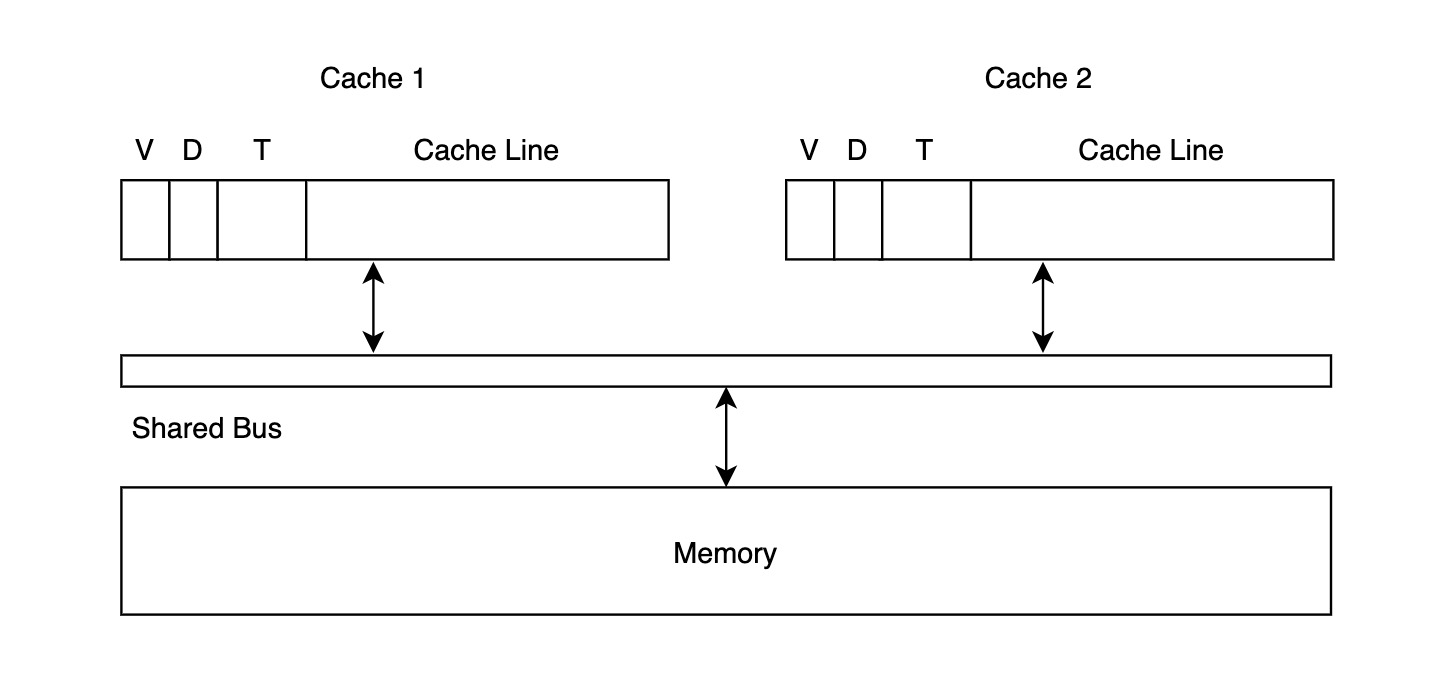 Cache 1
Cache 2
V D T Cache Line
V D T Cache Line
Shared Bus
Memory